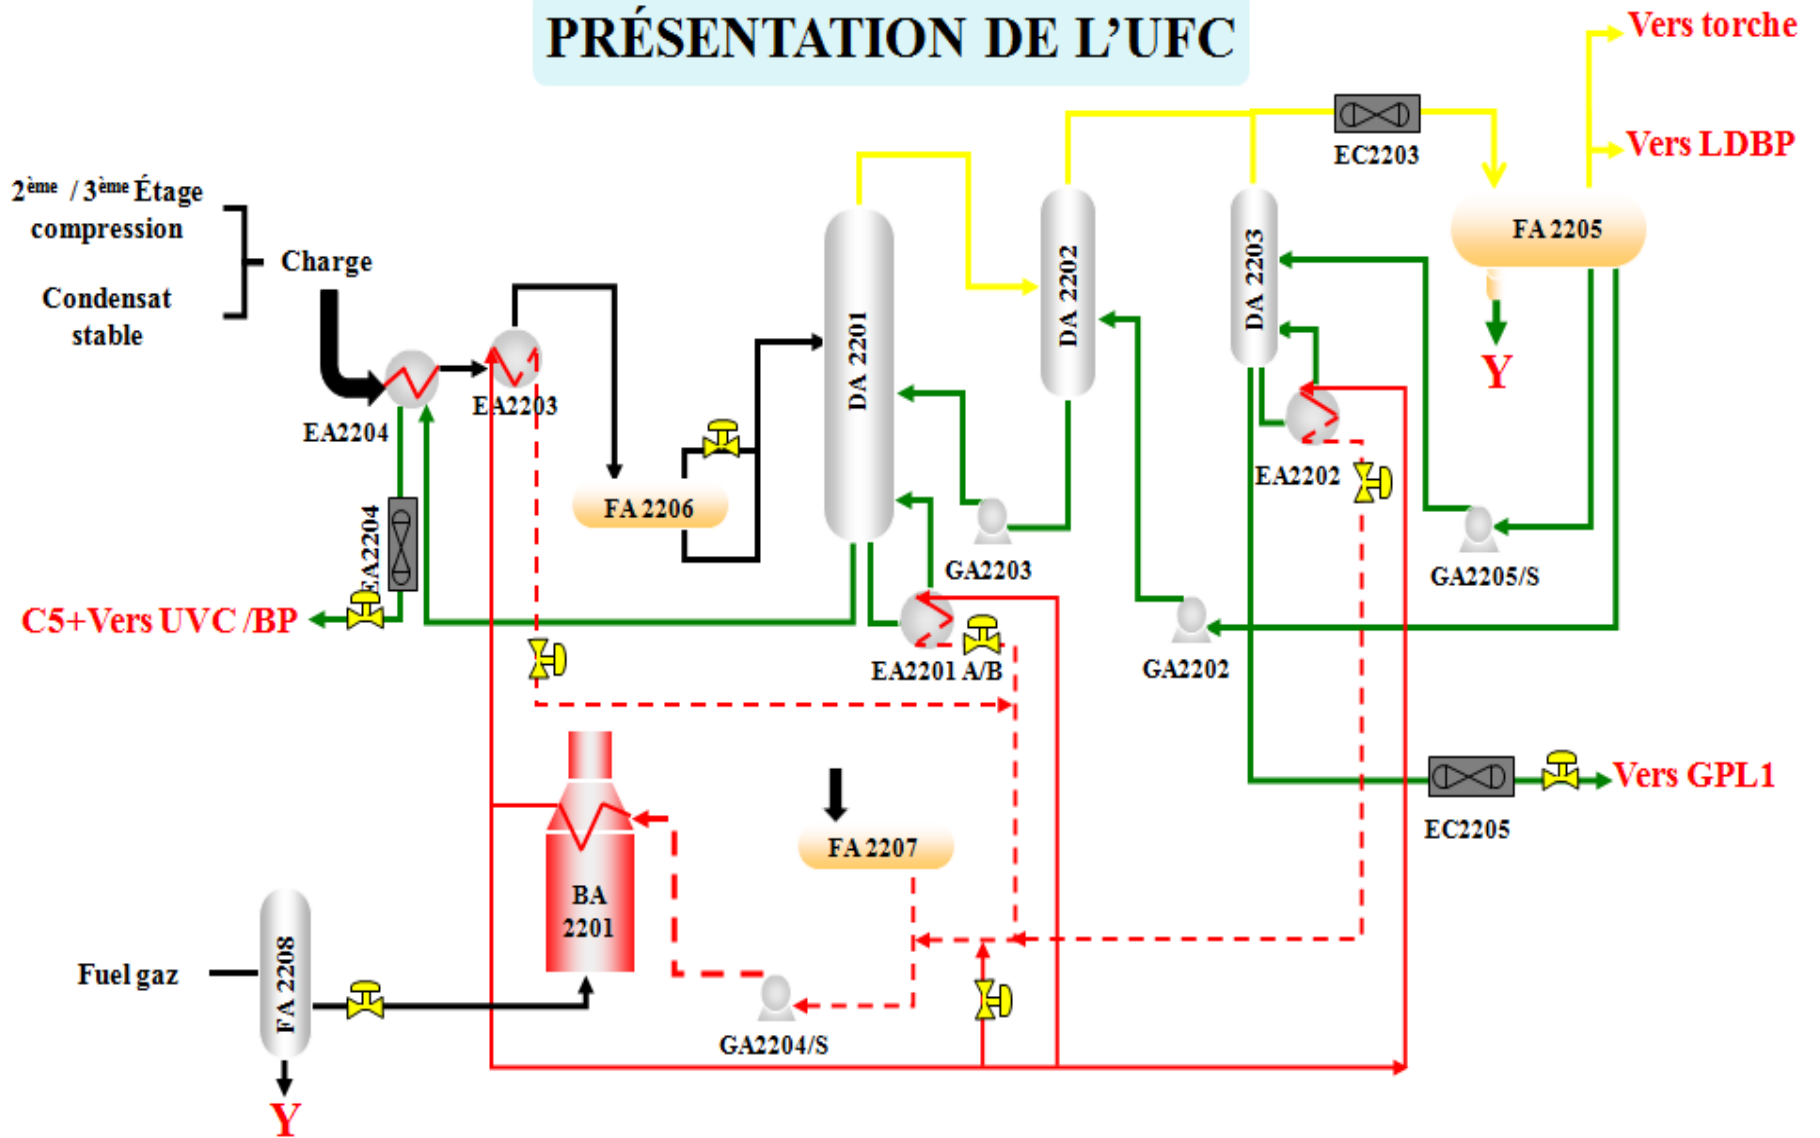 PRÉSENTATION DE L’UFC
Vers torche
Vers LDBP
EC2203
FA 2205
2ème / 3ème Étage
compression
Charge
Condensat
stable
DA 2201
DA 2202
DA 2203
Y
EA2204
EA2203
FA 2206
EA2202
EA2204
GA2203
GA2205/S
C5+Vers UVC /BP
EA2201 A/B
GA2202
Vers GPL1
EC2205
FA 2207
BA
2201
Fuel gaz
FA 2208
GA2204/S
Y